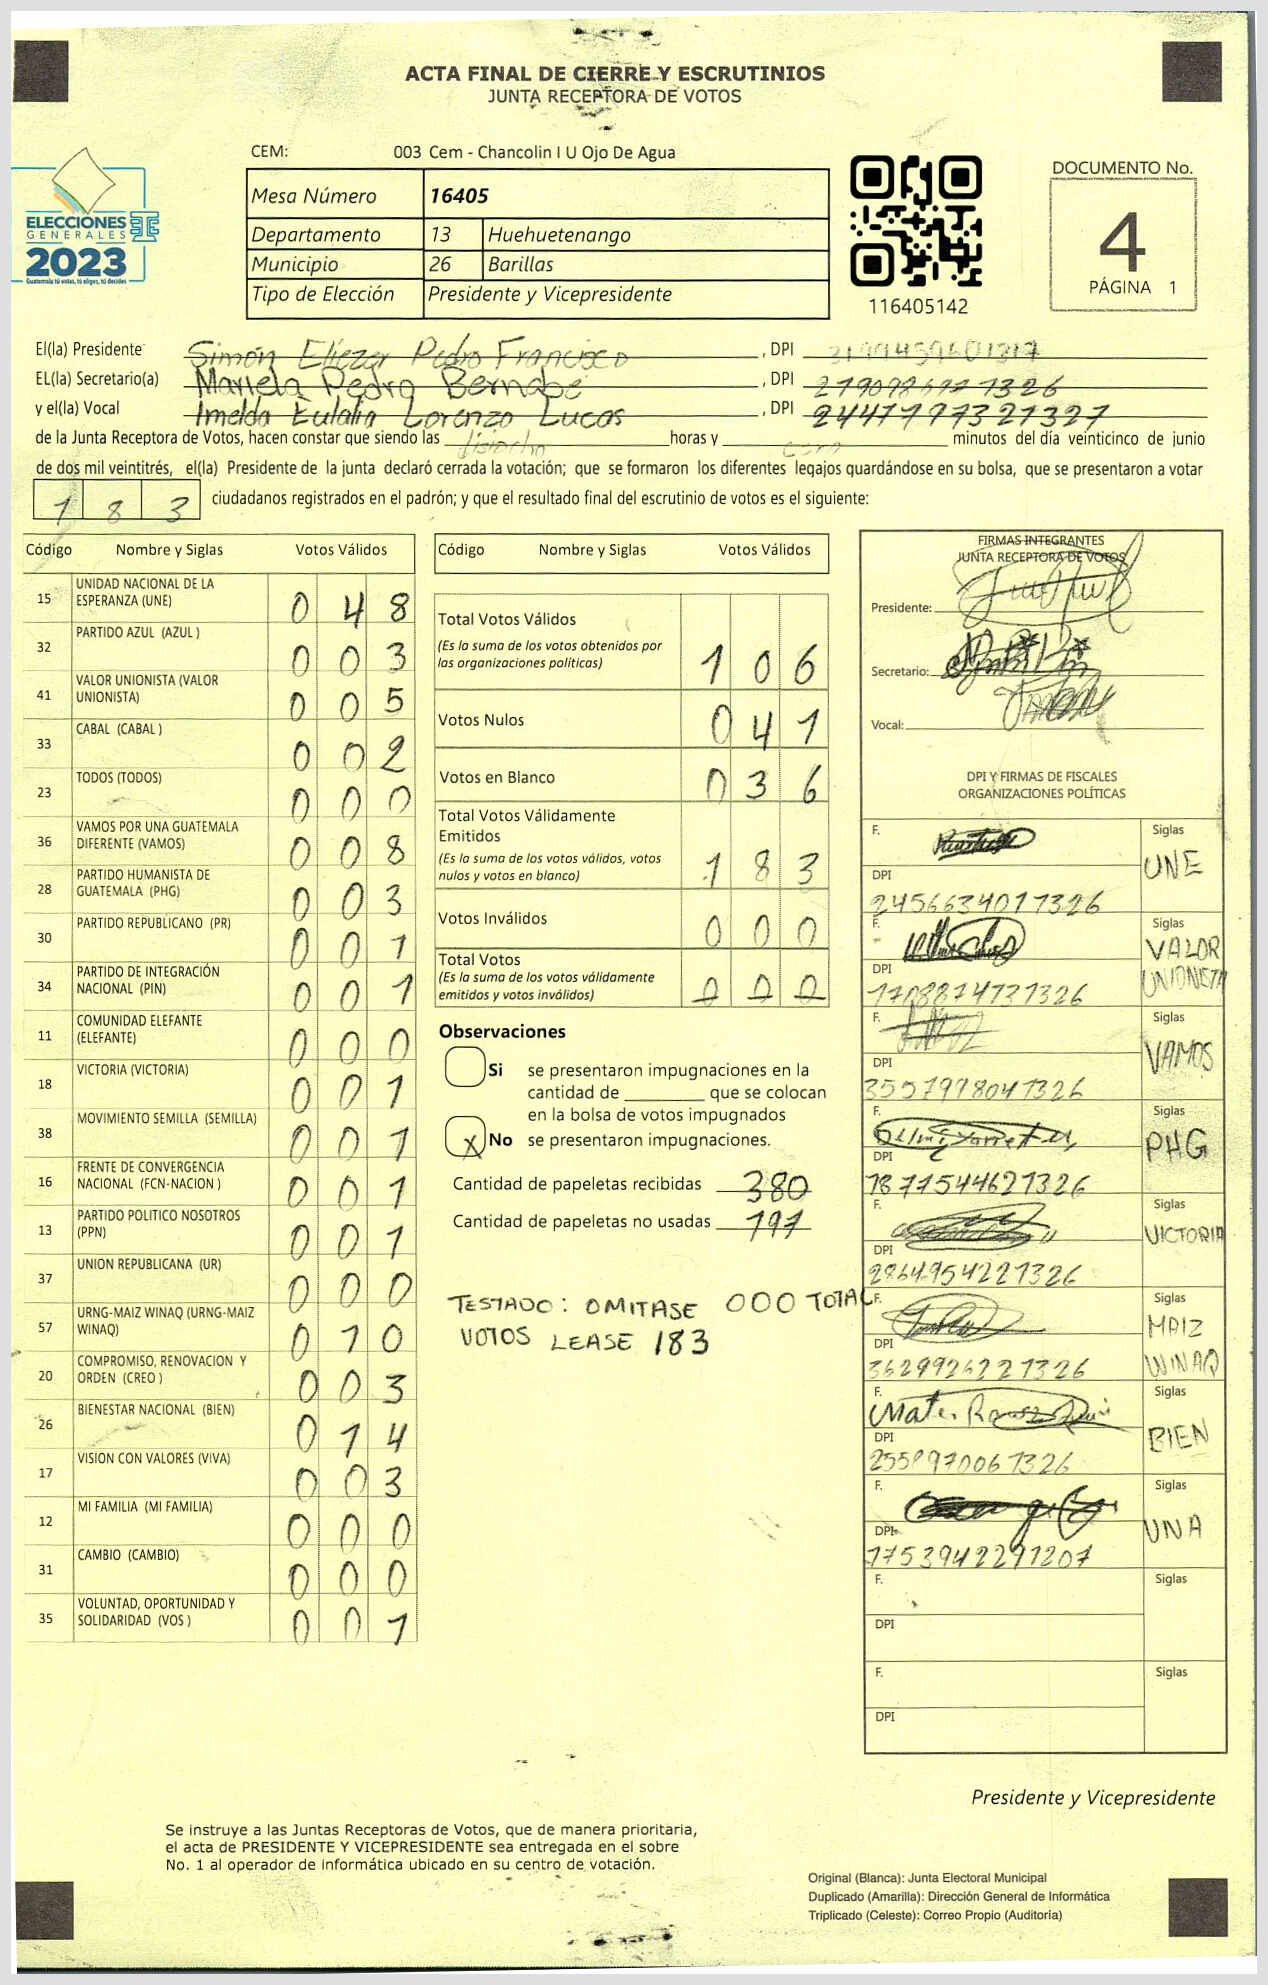 ACTA FINAL DE CIERRE Y ESCRUTINIOS
JUNTA RECEPTORA DE VOTOS
CEM: 003 Cem - Chancolin I U Ojo De Agua
ELECCIONES
GENERALES
2023
Guatemala tú votas, tú eliges, tú decides
Mesa Número 16405
Departamento 13 Huehuetenango
Municipio 26 Barillas
Tipo de Elección Presidente y Vicepresidente
116405142
DOCUMENTO No.
4
PÁGINA 1
El(la) Presidente Simón Eliezer Pedro Francisco , DPI
EL(la) Secretario(a) Mariela Pedro Bernabé , DPI
y el(la) Vocal Imelda Eulalia Lorenzo Lucas , DPI 2441777321327
de la Junta Receptora de Votos, hacen constar que siendo las disiocho horas y cero minutos del día veinticinco de junio
de dos mil veintitrés, el(la) Presidente de la junta declaró cerrada la votación; que se formaron los diferentes legajos guardándose en su bolsa, que se presentaron a votar
183 ciudadanos registrados en el padrón; y que el resultado final del escrutinio de votos es el siguiente:
Código Nombre y Siglas Votos Válidos
15 UNIDAD NACIONAL DE LA ESPERANZA (UNE) 0 4 8
32 PARTIDO AZUL (AZUL ) 0 0 3
41 VALOR UNIONISTA (VALOR UNIONISTA) 0 0 5
33 CABAL (CABAL ) 0 0 2
23 TODOS (TODOS) 0 0 0
36 VAMOS POR UNA GUATEMALA DIFERENTE (VAMOS) 0 0 8
28 PARTIDO HUMANISTA DE GUATEMALA (PHG) 0 0 3
30 PARTIDO REPUBLICANO (PR) 0 0 1
34 PARTIDO DE INTEGRACIÓN NACIONAL (PIN) 0 0 1
11 COMUNIDAD ELEFANTE (ELEFANTE) 0 0 0
18 VICTORIA (VICTORIA) 0 0 1
38 MOVIMIENTO SEMILLA (SEMILLA) 0 0 1
16 FRENTE DE CONVERGENCIA NACIONAL (FCN-NACION ) 0 0 1
13 PARTIDO POLITICO NOSOTROS (PPN) 0 0 1
37 UNION REPUBLICANA (UR) 0 0 0
57 URNG-MAIZ WINAQ (URNG-MAIZ WINAQ) 0 1 0
20 COMPROMISO, RENOVACION Y ORDEN (CREO ) 0 0 3
26 BIENESTAR NACIONAL (BIEN) 0 1 4
17 VISION CON VALORES (VIVA) 0 0 3
12 MI FAMILIA (MI FAMILIA) 0 0 0
31 CAMBIO (CAMBIO) 0 0 0
35 VOLUNTAD, OPORTUNIDAD Y SOLIDARIDAD (VOS ) 0 0 1
Código Nombre y Siglas Votos Válidos
Total Votos Válidos 1 0 6
(Es la suma de los votos obtenidos por
las organizaciones políticas)
Votos Nulos 0 4 1
Votos en Blanco 0 3 6
Total Votos Válidamente
Emitidos 1 8 3
(Es la suma de los votos válidos, votos
nulos y votos en blanco)
Votos Inválidos 0 0 0
Total Votos 0 0 0
(Es la suma de los votos válidamente
emitidos y votos inválidos)
Observaciones
Si se presentaron impugnaciones en la
cantidad de ________ que se colocan
en la bolsa de votos impugnados
X No se presentaron impugnaciones.
Cantidad de papeletas recibidas 380
Cantidad de papeletas no usadas 197
TESTADO: OMITASE 000 TOTAL
VOTOS LEASE 183
FIRMAS INTEGRANTES
JUNTA RECEPTORA DE VOTOS
Presidente:
Secretario:
Vocal:
DPI Y FIRMAS DE FISCALES
ORGANIZACIONES POLÍTICAS
F. Siglas UNE
DPI 2456634011326
F. Siglas VALOR UNIONISTA
DPI 1708874731326
F. Siglas VAMOS
DPI 3557998041326
F. Siglas PHG
DPI 1877544621326
F. Siglas VICTORIA
DPI 2864954221326
F. Siglas MAIZ WINAQ
DPI 3629926221326
F. Siglas BIEN
DPI 2558970061326
F. Siglas UNA
DPI 1753942291207
F. Siglas
DPI
F. Siglas
DPI
Presidente y Vicepresidente
Se instruye a las Juntas Receptoras de Votos, que de manera prioritaria,
el acta de PRESIDENTE Y VICEPRESIDENTE sea entregada en el sobre
No. 1 al operador de informática ubicado en su centro de votación.
Original (Blanca): Junta Electoral Municipal
Duplicado (Amarilla): Dirección General de Informática
Triplicado (Celeste): Correo Propio (Auditoría)